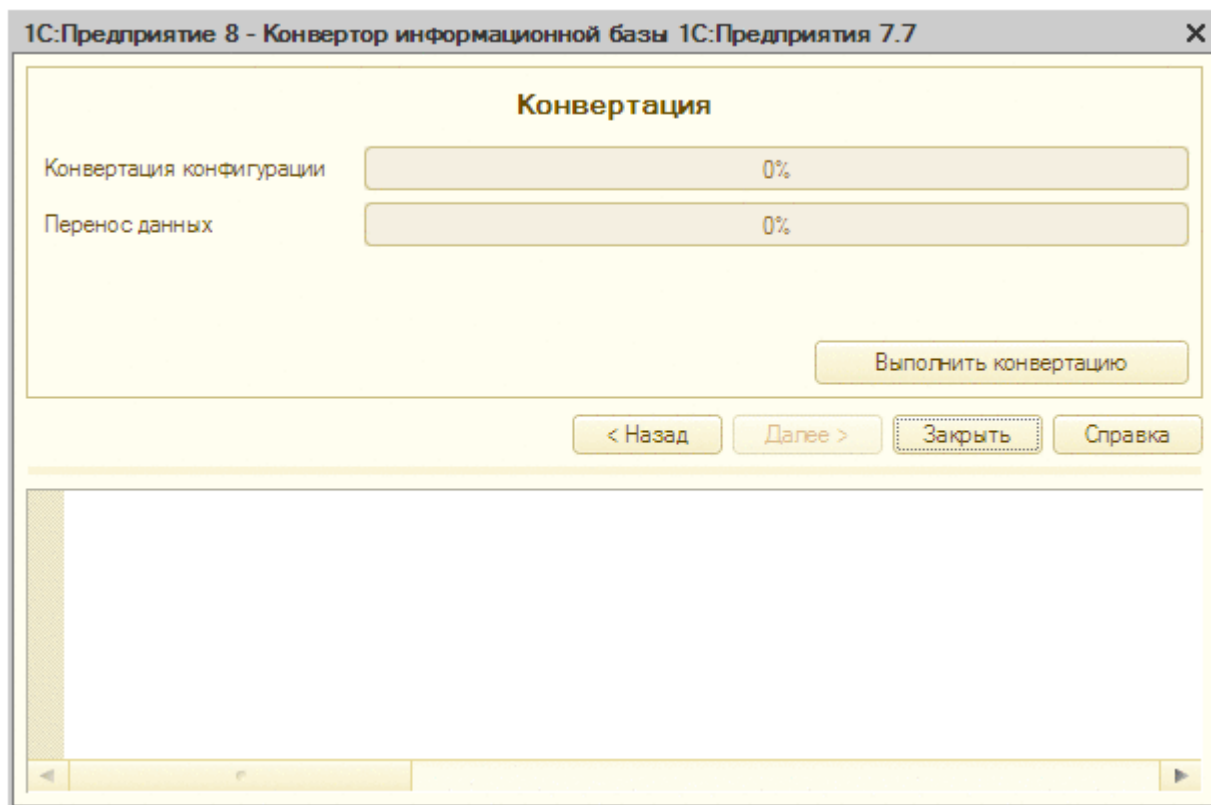 1С:Предприятие 8 - Конвертор информационной базы 1С:Предприятия 7.7
Конвертация
Конвертация конфигурации 0%
Перенос данных 0%
Выполнить конвертацию
< Назад Далее > Закрыть Справка